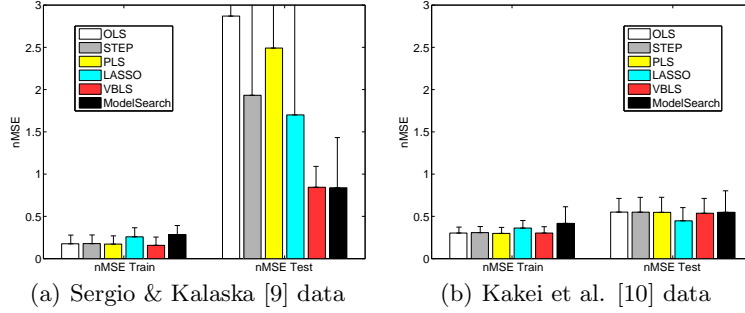 3
2.5
2
1.5
1
0.5
0
nMSE
OLS
STEP
PLS
LASSO
VBLS
ModelSearch
nMSE Train
nMSE Test
(a) Sergio & Kalaska [9] data
3
2.5
2
1.5
1
0.5
0
nMSE
OLS
STEP
PLS
LASSO
VBLS
ModelSearch
nMSE Train
nMSE Test
(b) Kakei et al. [10] data